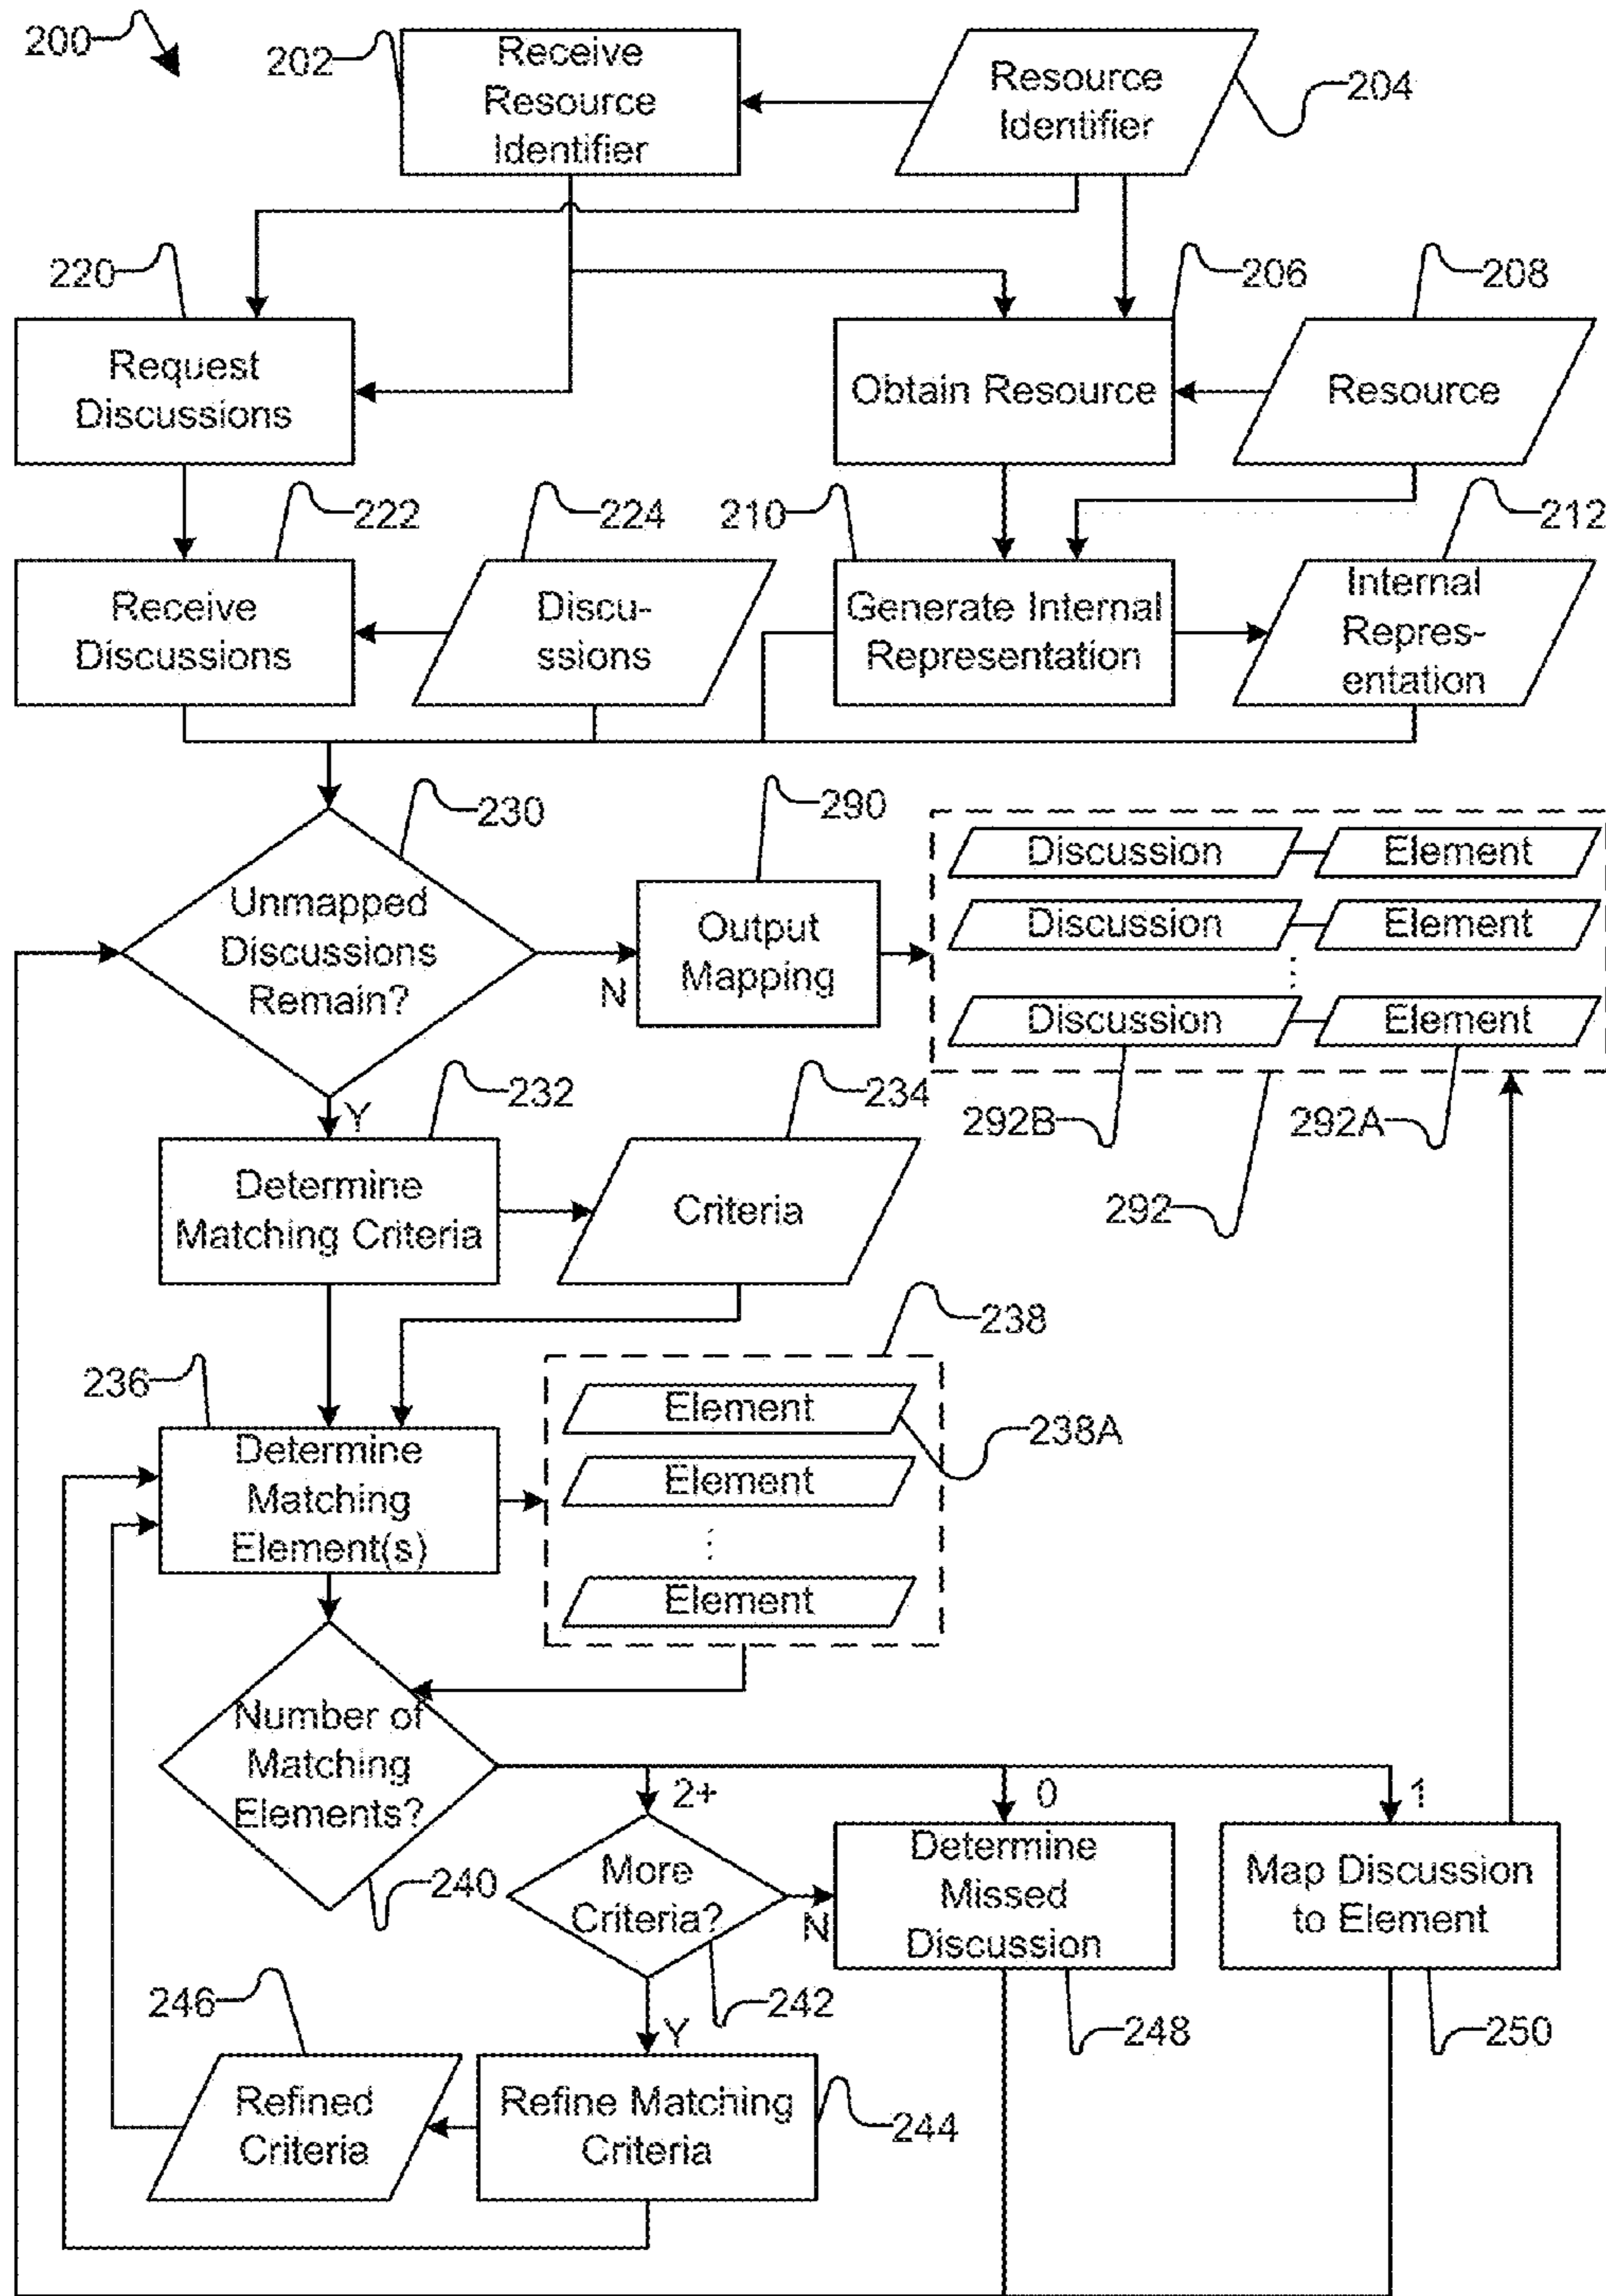 200
202
Receive
Resource
Identifier
Resource
Identifier
204
220
206
208
Request
Discussions
Obtain Resource
Resource
222
224
210
212
Receive
Discussions
Discu-
ssions
Generate Internal
Representation
Internal
Repres-
entation
230
290
Unmapped
Discussions
Remain?
N
Output
Mapping
Discussion
Element
Discussion
Element
⋮
Discussion
Element
Y
232
234
292B
292A
292
Determine
Matching Criteria
Criteria
236
238
Determine
Matching
Element(s)
Element
238A
Element
⋮
Element
Number of
Matching
Elements?
240
2+
0
1
More
Criteria?
N
242
Y
Determine
Missed
Discussion
248
Map Discussion
to Element
250
246
Refined
Criteria
Refine Matching
Criteria
244